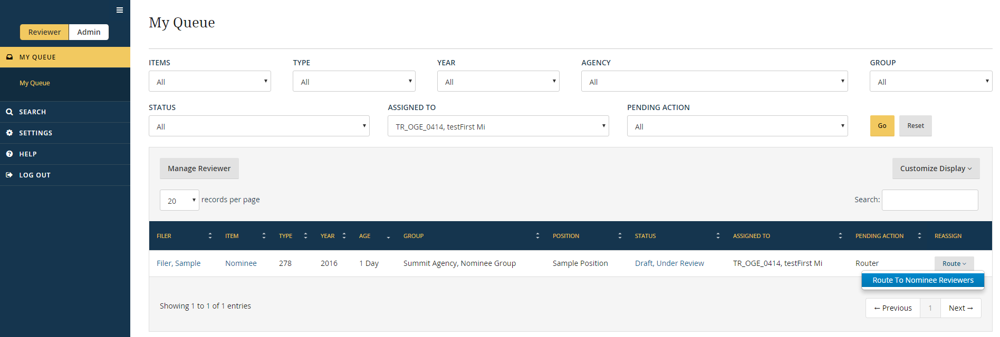 Reviewer Admin
MY QUEUE
My Queue
SEARCH
SETTINGS
HELP
LOG OUT
My Queue
ITEMS TYPE YEAR AGENCY GROUP
All All All All All
STATUS ASSIGNED TO PENDING ACTION
All TR_OGE_0414, testFirst Mi All Go Reset
Manage Reviewer Customize Display
20 records per page Search:
FILER ITEM TYPE YEAR AGE GROUP POSITION STATUS ASSIGNED TO PENDING ACTION REASSIGN
Filer, Sample Nominee 278 2016 1 Day Summit Agency, Nominee Group Sample Position Draft, Under Review TR_OGE_0414, testFirst Mi Router Route
Route To Nominee Reviewers
Showing 1 to 1 of 1 entries
← Previous 1 Next →